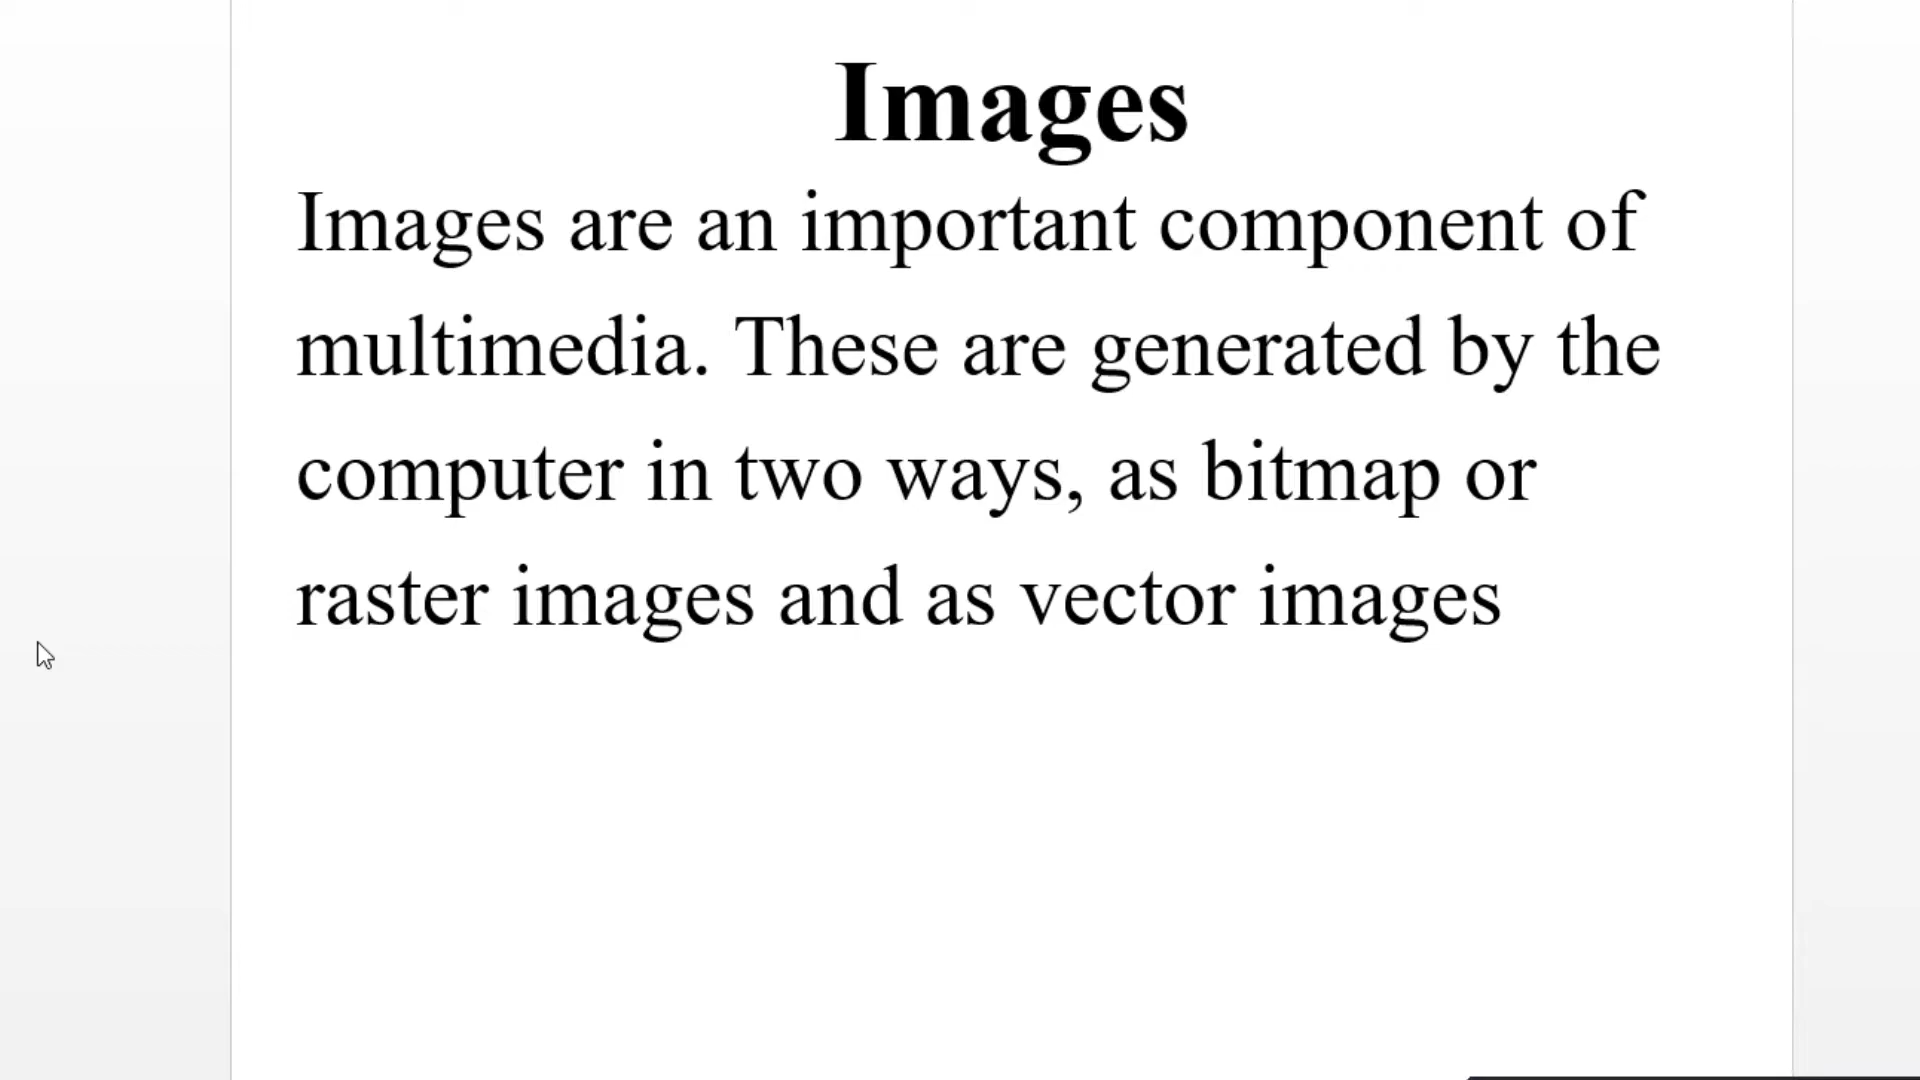 Images
Images are an important component of
multimedia. These are generated by the
computer in two ways, as bitmap or
raster images and as vector images